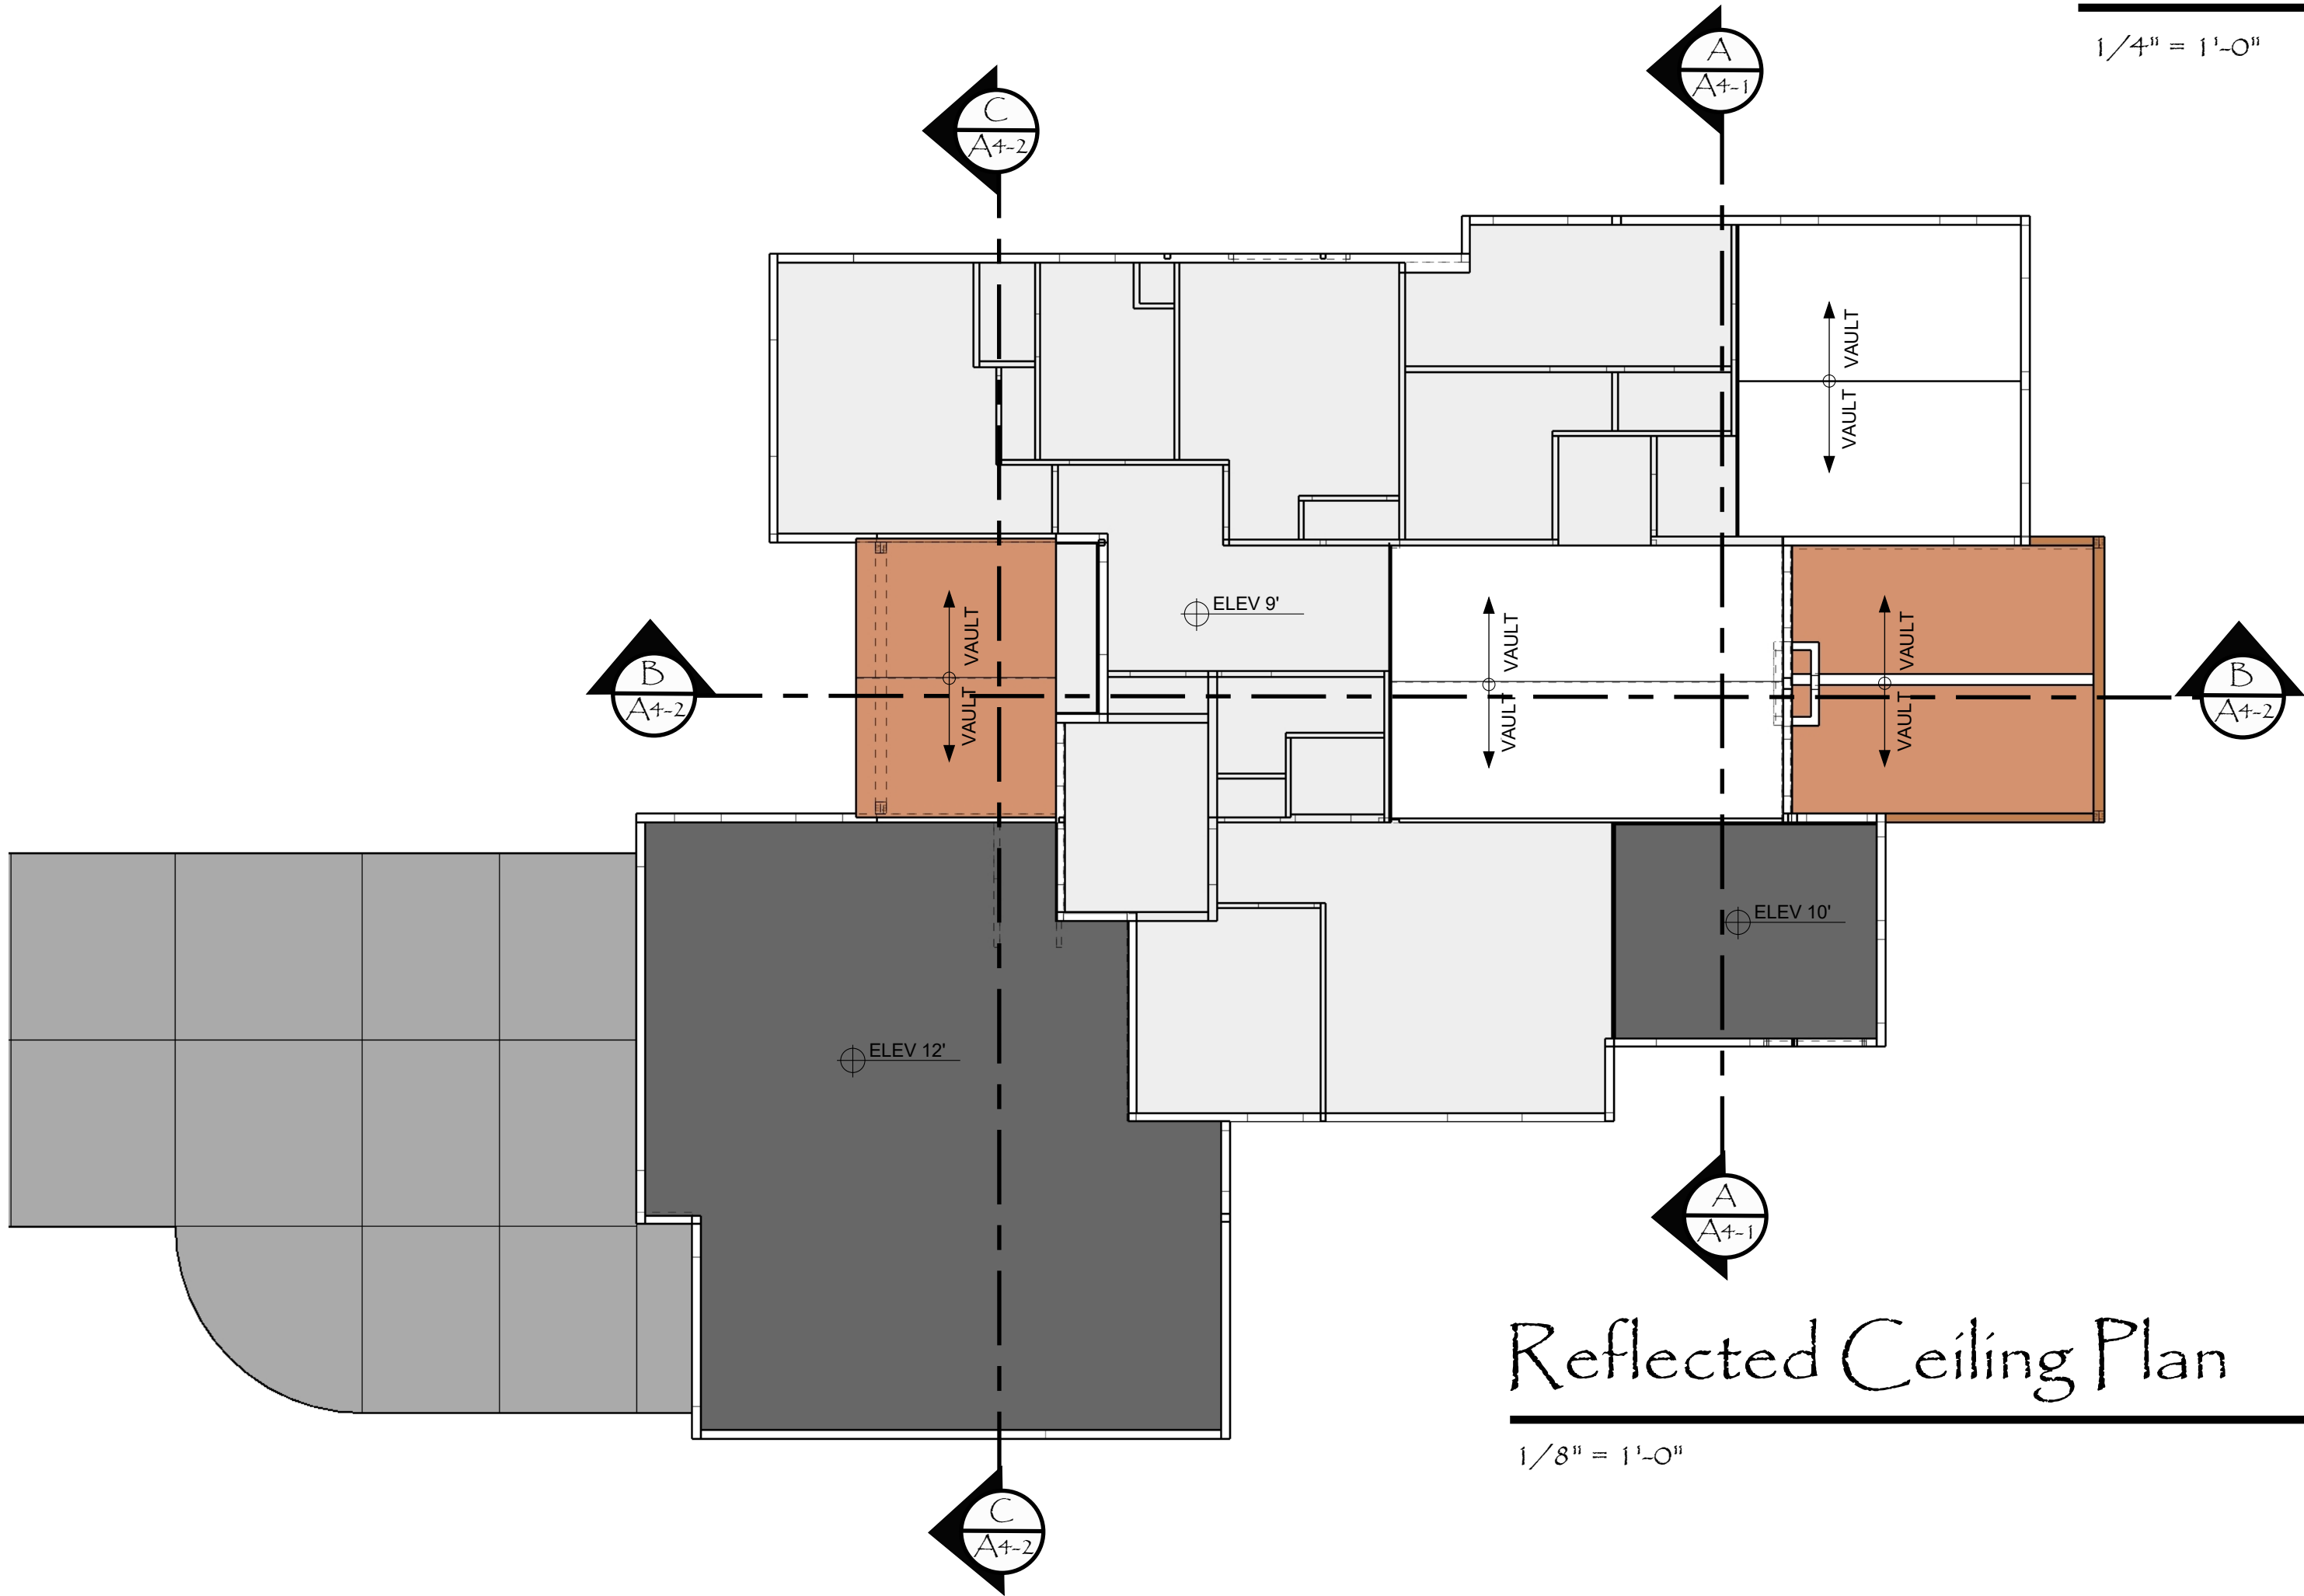 1/4" = 1'-0"
A
A4-1
C
A4-2
VAULT
VAULT
ELEV 9'
VAULT
VAULT
VAULT
VAULT
VAULT
VAULT
B
A4-2
B
A4-2
ELEV 10'
ELEV 12'
A
A4-1
Reflected Ceiling Plan
1/8" = 1'-0"
C
A4-2